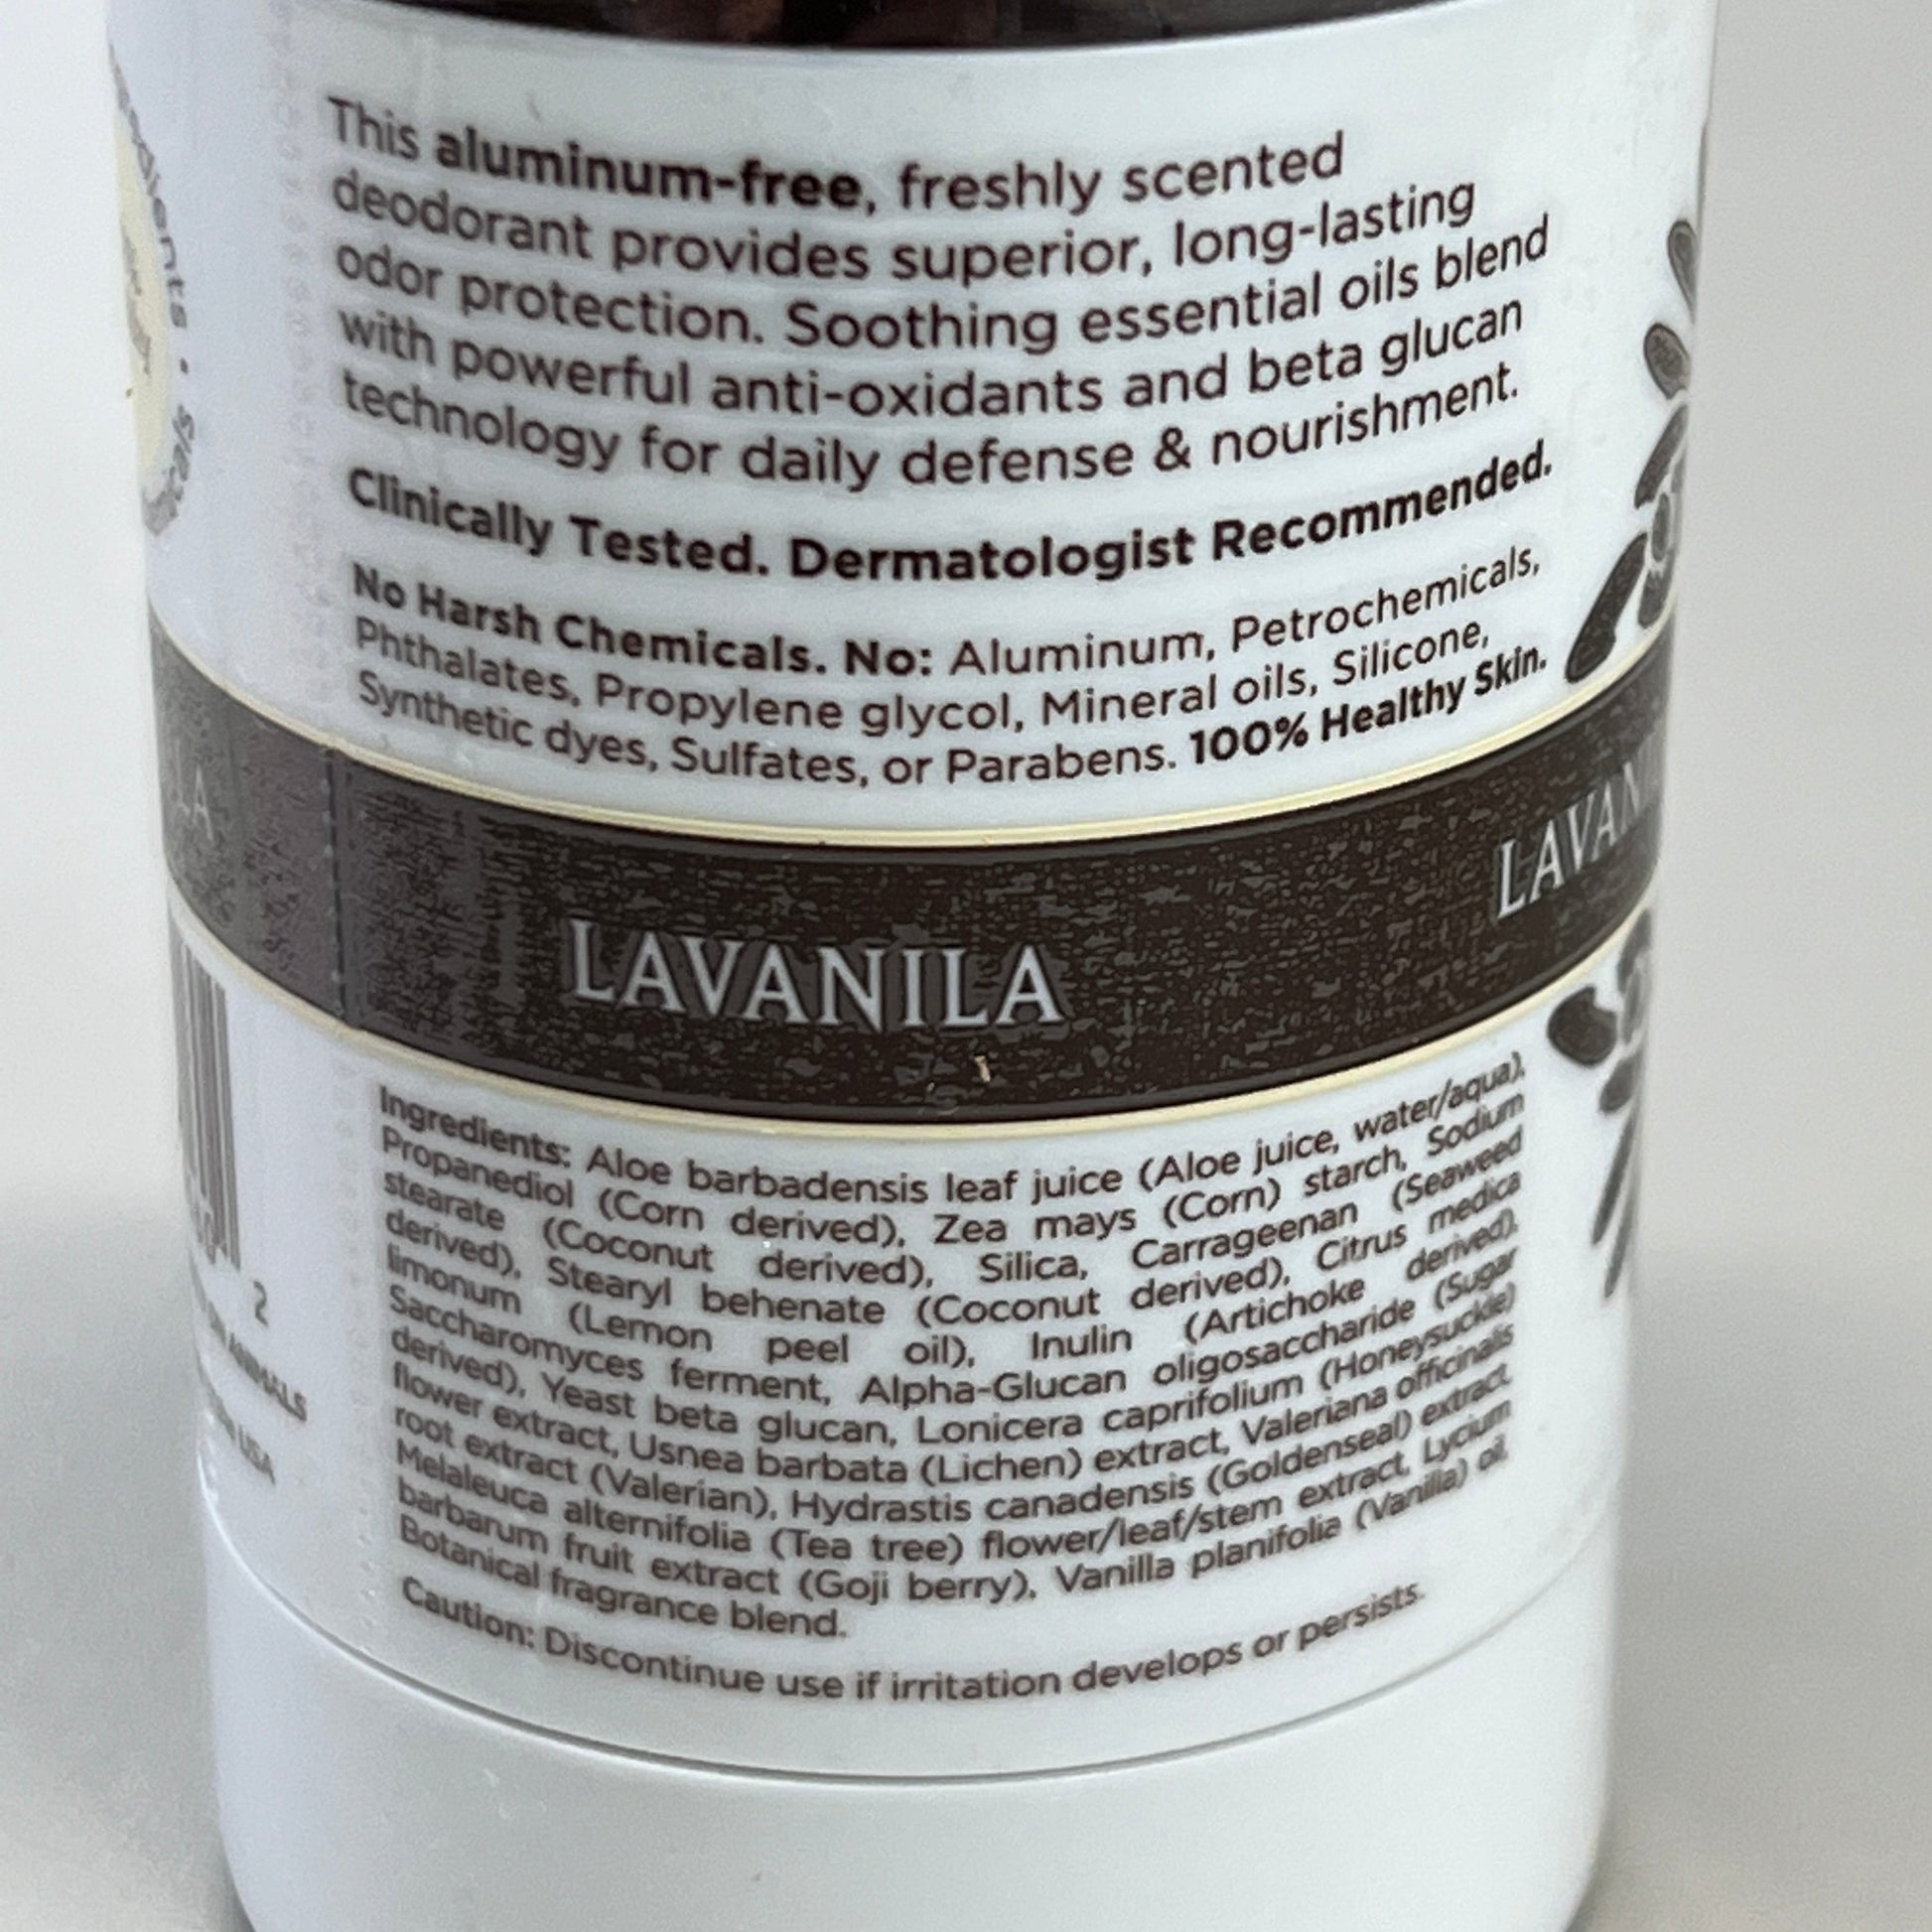 This aluminum-free, freshly scented
deodorant provides superior, long-lasting
odor protection. Soothing essential oils blend
with powerful anti-oxidants and beta glucan
technology for daily defense & nourishment.
Clinically Tested. Dermatologist Recommended.
No Harsh Chemicals. No: Aluminum, Petrochemicals,
Phthalates, Propylene glycol, Mineral oils, Silicone,
Synthetic dyes, Sulfates, or Parabens. 100% Healthy Skin.
LA
LAVANILA
LAVAN
Ingredients: Aloe barbadensis leaf juice (Aloe juice, water/aqua),
Propanediol (Corn derived), Zea mays (Corn) starch, Sodium
stearate (Coconut derived), Silica, Carrageenan (Seaweed
derived), Stearyl behenate (Coconut derived), Citrus medica
limonum (Lemon peel oil), Inulin (Artichoke derived),
Saccharomyces ferment, Alpha-Glucan oligosaccharide (Sugar
derived), Yeast beta glucan, Lonicera caprifolium (Honeysuckle)
flower extract, Usnea barbata (Lichen) extract, Valeriana officinalis
root extract (Valerian), Hydrastis canadensis (Goldenseal) extract,
Melaleuca alternifolia (Tea tree) flower/leaf/stem extract, Lycium
barbarum fruit extract (Goji berry), Vanilla planifolia (Vanilla) oil,
Botanical fragrance blend.
Caution: Discontinue use if irritation develops or persists.
2
ANIMALS
USA